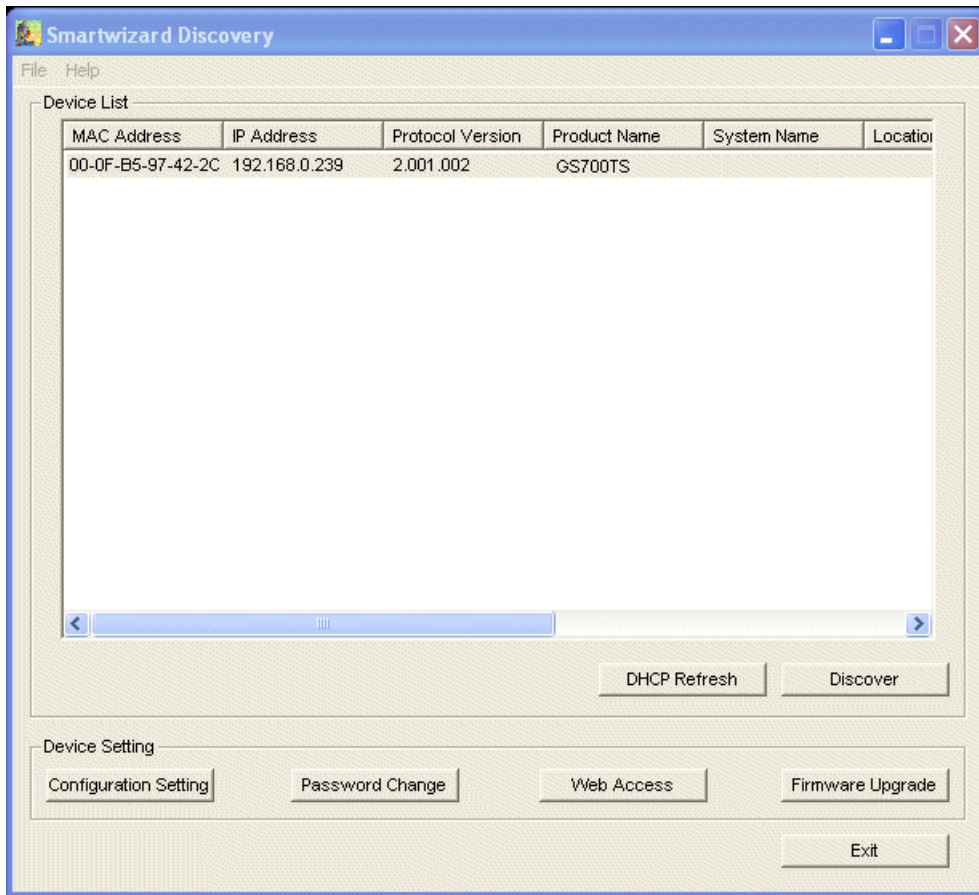 Smartwizard Discovery
File Help
Device List
MAC Address IP Address Protocol Version Product Name System Name Location
00-0F-B5-97-42-2C 192.168.0.239 2.001.002 GS700TS
DHCP Refresh Discover
Device Setting
Configuration Setting Password Change Web Access Firmware Upgrade
Exit